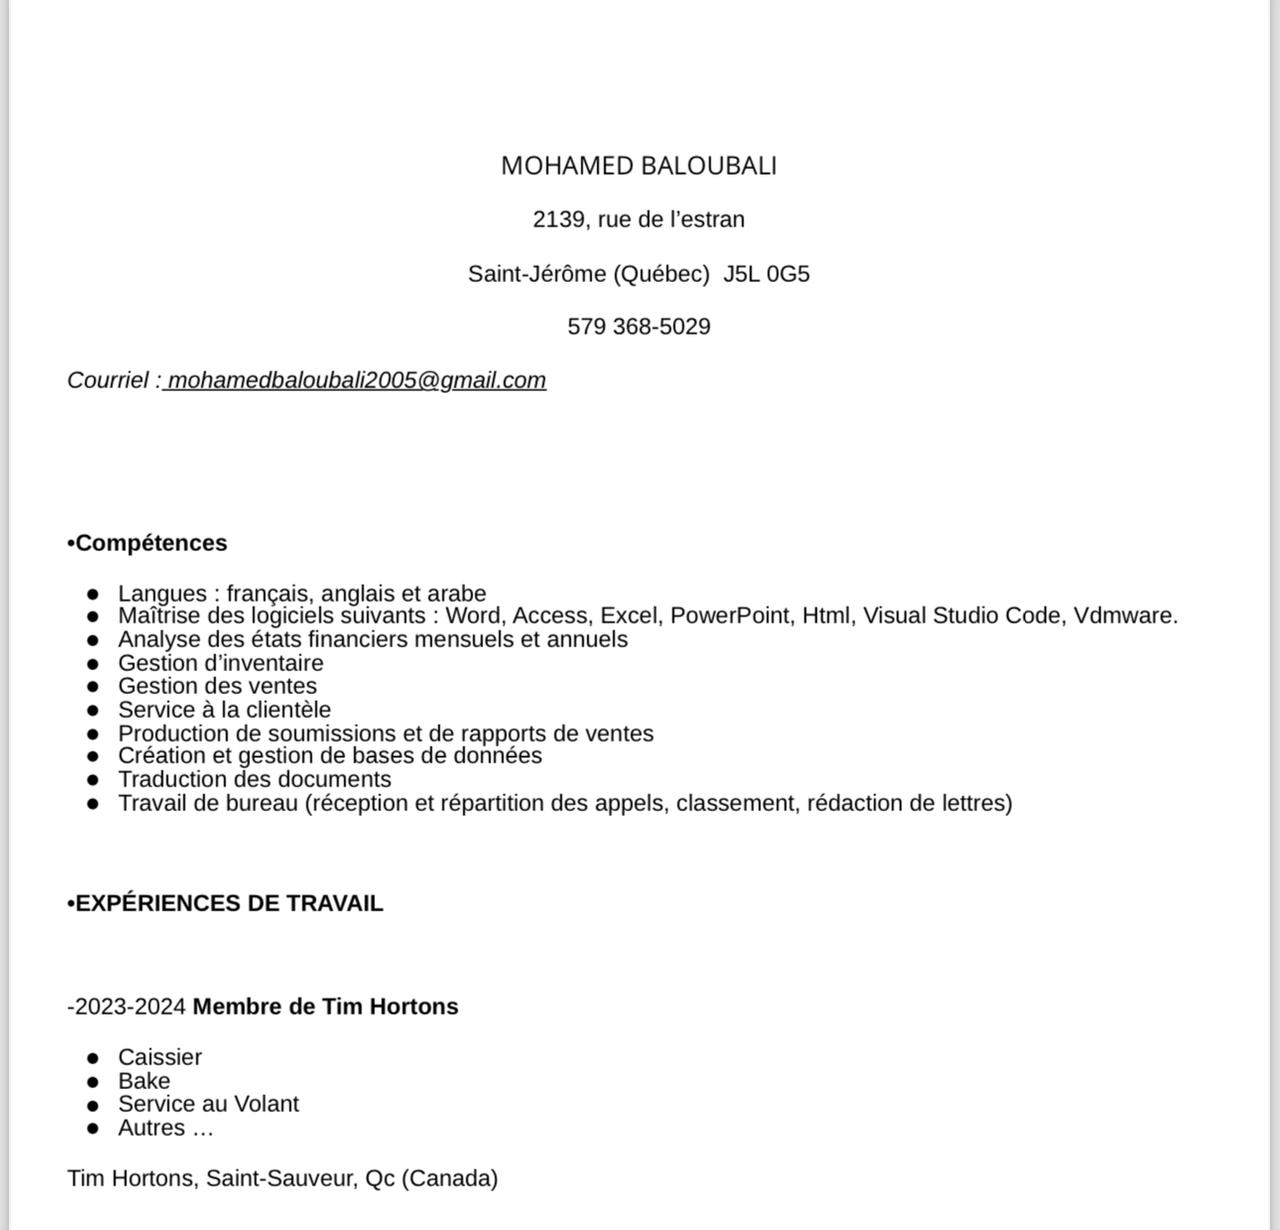 MOHAMED BALOUBALI
2139, rue de l’estran
Saint-Jérôme (Québec)  J5L 0G5
579 368-5029
Courriel : mohamedbaloubali2005@gmail.com
•Compétences
● Langues : français, anglais et arabe
● Maîtrise des logiciels suivants : Word, Access, Excel, PowerPoint, Html, Visual Studio Code, Vdmware.
● Analyse des états financiers mensuels et annuels
● Gestion d’inventaire
● Gestion des ventes
● Service à la clientèle
● Production de soumissions et de rapports de ventes
● Création et gestion de bases de données
● Traduction des documents
● Travail de bureau (réception et répartition des appels, classement, rédaction de lettres)
•EXPÉRIENCES DE TRAVAIL
-2023-2024 Membre de Tim Hortons
● Caissier
● Bake
● Service au Volant
● Autres …
Tim Hortons, Saint-Sauveur, Qc (Canada)